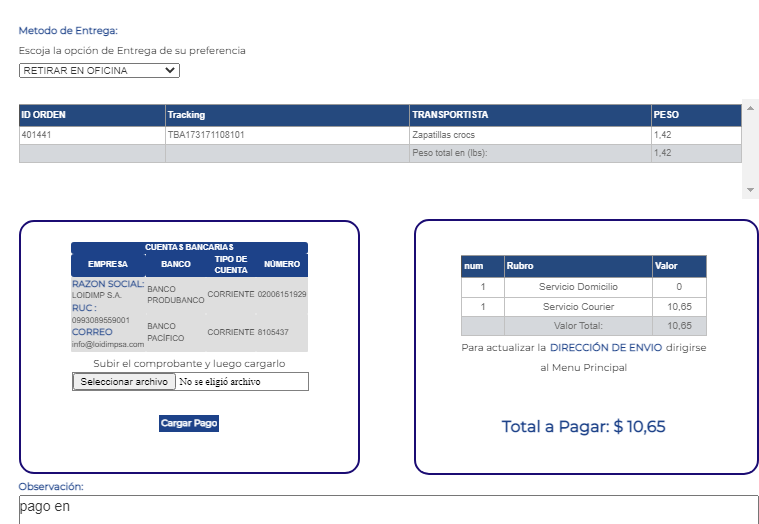 Metodo de Entrega:
Escoja la opción de Entrega de su preferencia
RETIRAR EN OFICINA
ID ORDEN Tracking TRANSPORTISTA PESO
401441 TBA173171108101 Zapatillas crocs 1,42
Peso total en (lbs): 1,42
CUENTAS BANCARIAS
EMPRESA BANCO TIPO DE CUENTA NÚMERO
RAZON SOCIAL:
LOIDIMP S.A.
RUC :
0993089559001
CORREO
info@loidimpsa.com
BANCO PRODUBANCO CORRIENTE 02006151929
BANCO PACÍFICO CORRIENTE 8105437
Subir el comprobante y luego cargarlo
Seleccionar archivo No se eligió archivo
Cargar Pago
num Rubro Valor
1 Servicio Domicilio 0
1 Servicio Courier 10,65
Valor Total: 10,65
Para actualizar la DIRECCIÓN DE ENVIO dirigirse
al Menu Principal
Total a Pagar: $ 10,65
Observación:
pago en